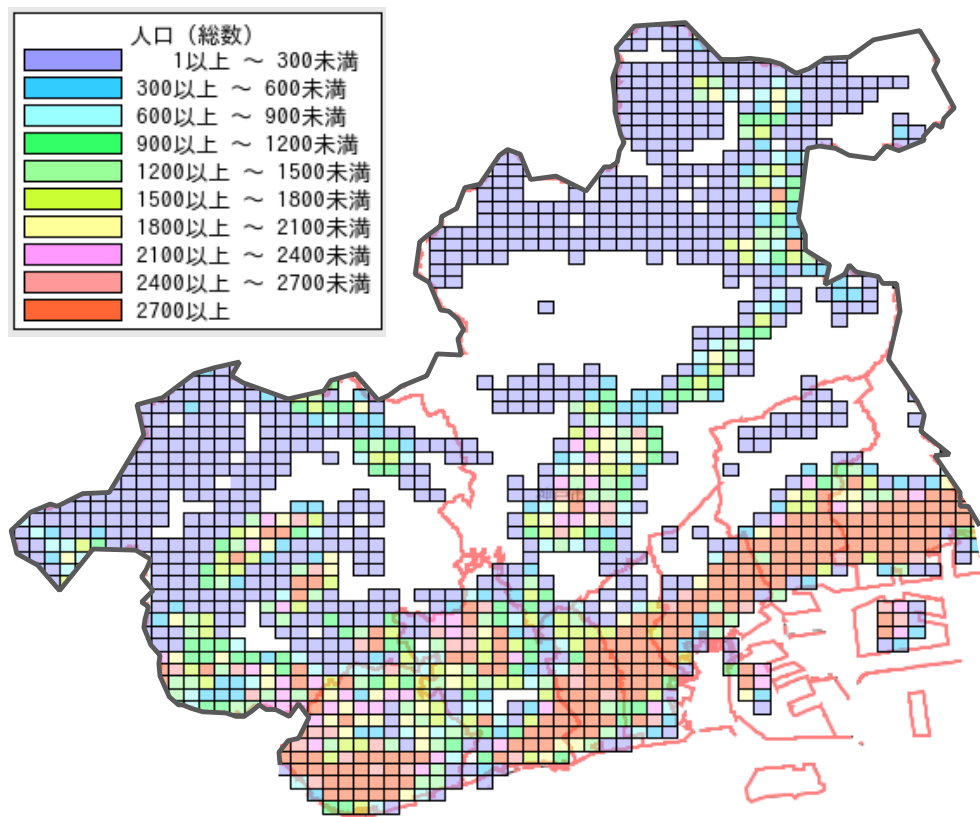 人口（総数）
1以上 ～ 300未満
300以上 ～ 600未満
600以上 ～ 900未満
900以上 ～ 1200未満
1200以上 ～ 1500未満
1500以上 ～ 1800未満
1800以上 ～ 2100未満
2100以上 ～ 2400未満
2400以上 ～ 2700未満
2700以上